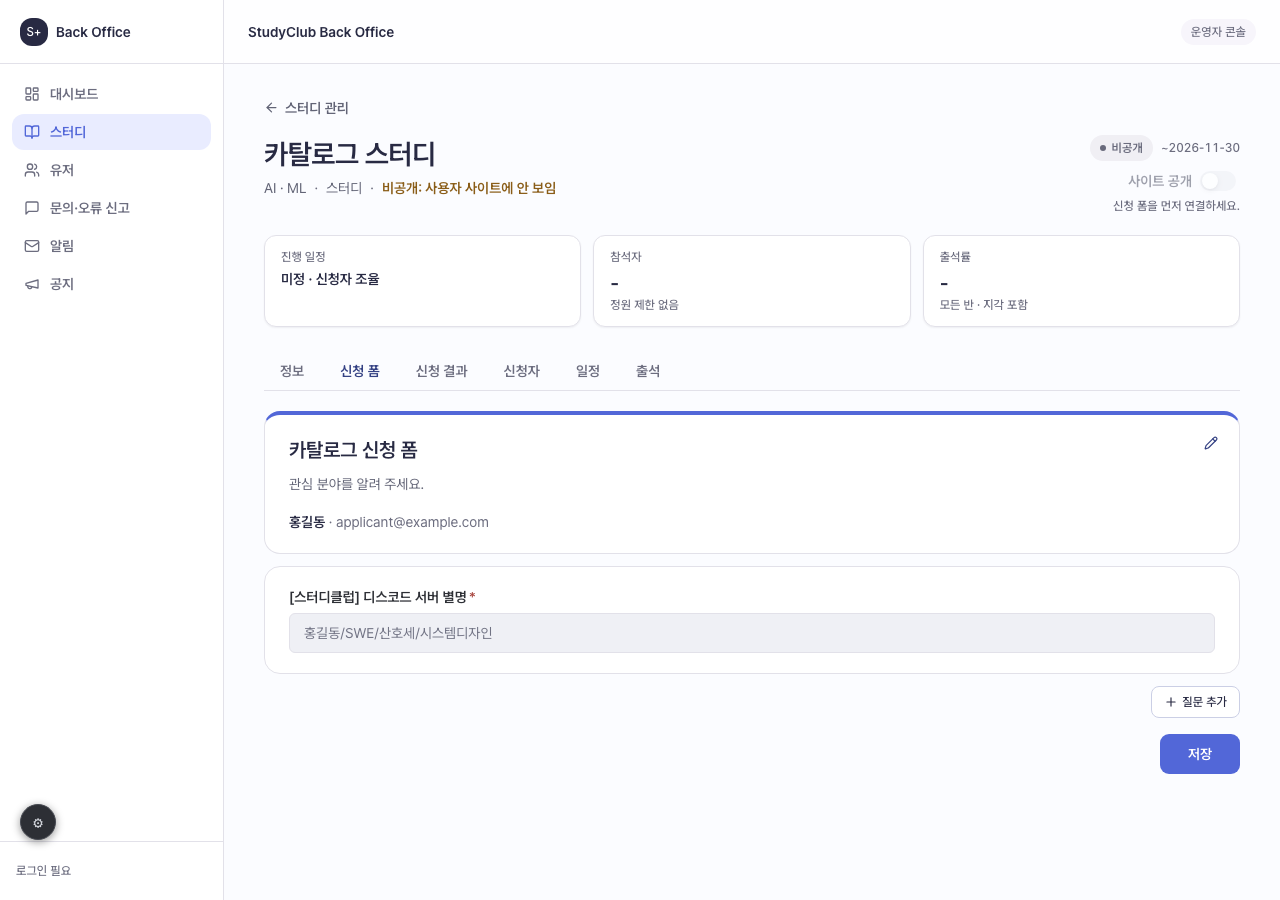 S+ Back Office
StudyClub Back Office
운영자 콘솔
대시보드
스터디
유저
문의·오류 신고
알림
공지
로그인 필요
스터디 관리
카탈로그 스터디
AI · ML · 스터디 · 비공개: 사용자 사이트에 안 보임
비공개 ~2026-11-30
사이트 공개
신청 폼을 먼저 연결하세요.
진행 일정
미정 · 신청자 조율
참석자
–
정원 제한 없음
출석률
–
모든 반 · 지각 포함
정보 신청 폼 신청 결과 신청자 일정 출석
카탈로그 신청 폼
관심 분야를 알려 주세요.
홍길동 · applicant@example.com
[스터디클럽] 디스코드 서버 별명 *
홍길동/SWE/산호세/시스템디자인
질문 추가
저장